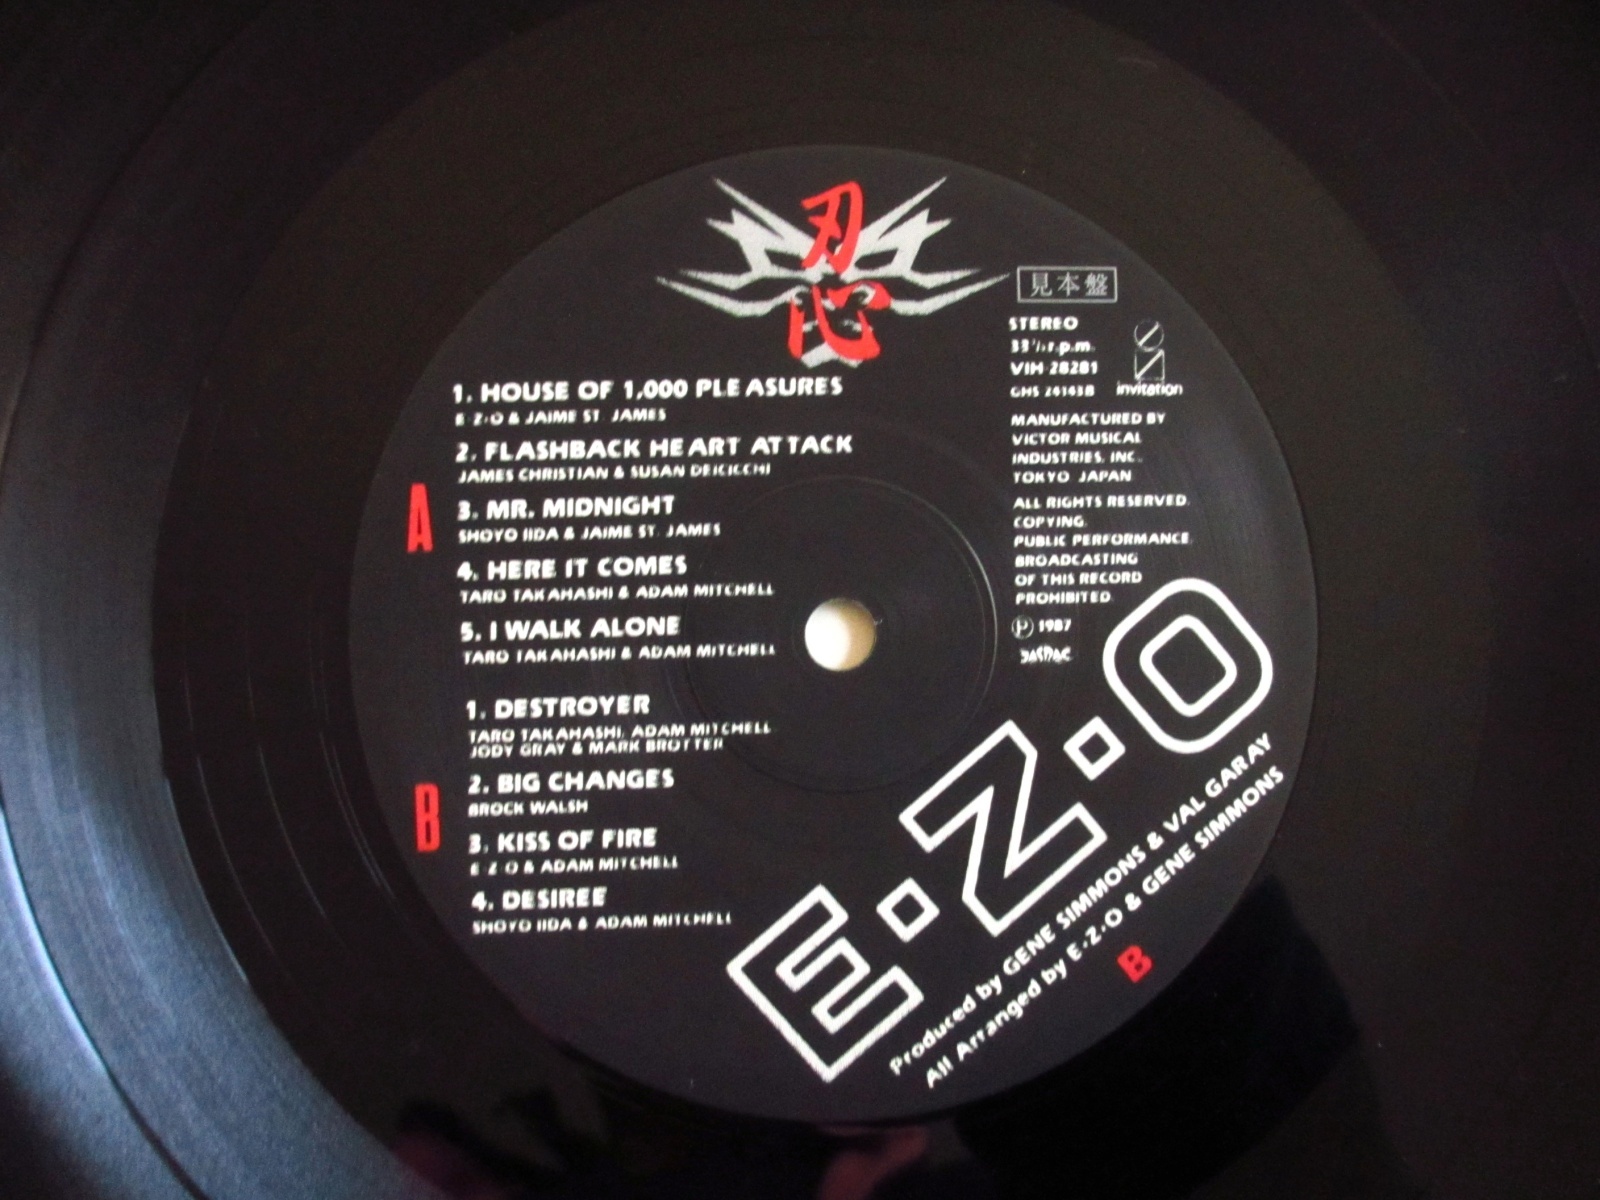 刃
心
見本盤
STEREO
33⅓ r.p.m.
VIH-28281
GHS 24143B
invitation
MANUFACTURED BY
VICTOR MUSICAL
INDUSTRIES, INC.
TOKYO JAPAN
ALL RIGHTS RESERVED.
COPYING.
PUBLIC PERFORMANCE.
BROADCASTING
OF THIS RECORD
PROHIBITED.
Ⓟ 1987
JASRAC
A
1. HOUSE OF 1,000 PLEASURES
E·Z·O & JAIME ST. JAMES
2. FLASHBACK HEART ATTACK
JAMES CHRISTIAN & SUSAN
3. MR. MIDNIGHT
SHOYO IIDA & JAIME ST. JAMES
4. HERE IT COMES
TARO TAKAHASHI & ADAM MITCHELL
5. I WALK ALONE
TARO TAKAHASHI & ADAM MITCHELL
B
1. DESTROYER
TARO TAKAHASHI, ADAM MITCHELL
JODY GRAY & MARK BROTTER
2. BIG CHANGES
BROCK WALSH
3. KISS OF FIRE
E·Z·O & ADAM MITCHELL
4. DESIREE
SHOYO IIDA & ADAM MITCHELL
E·Z·O
Produced by GENE SIMMONS & VAL GARAY
All Arranged by E·Z·O & GENE SIMMONS
B